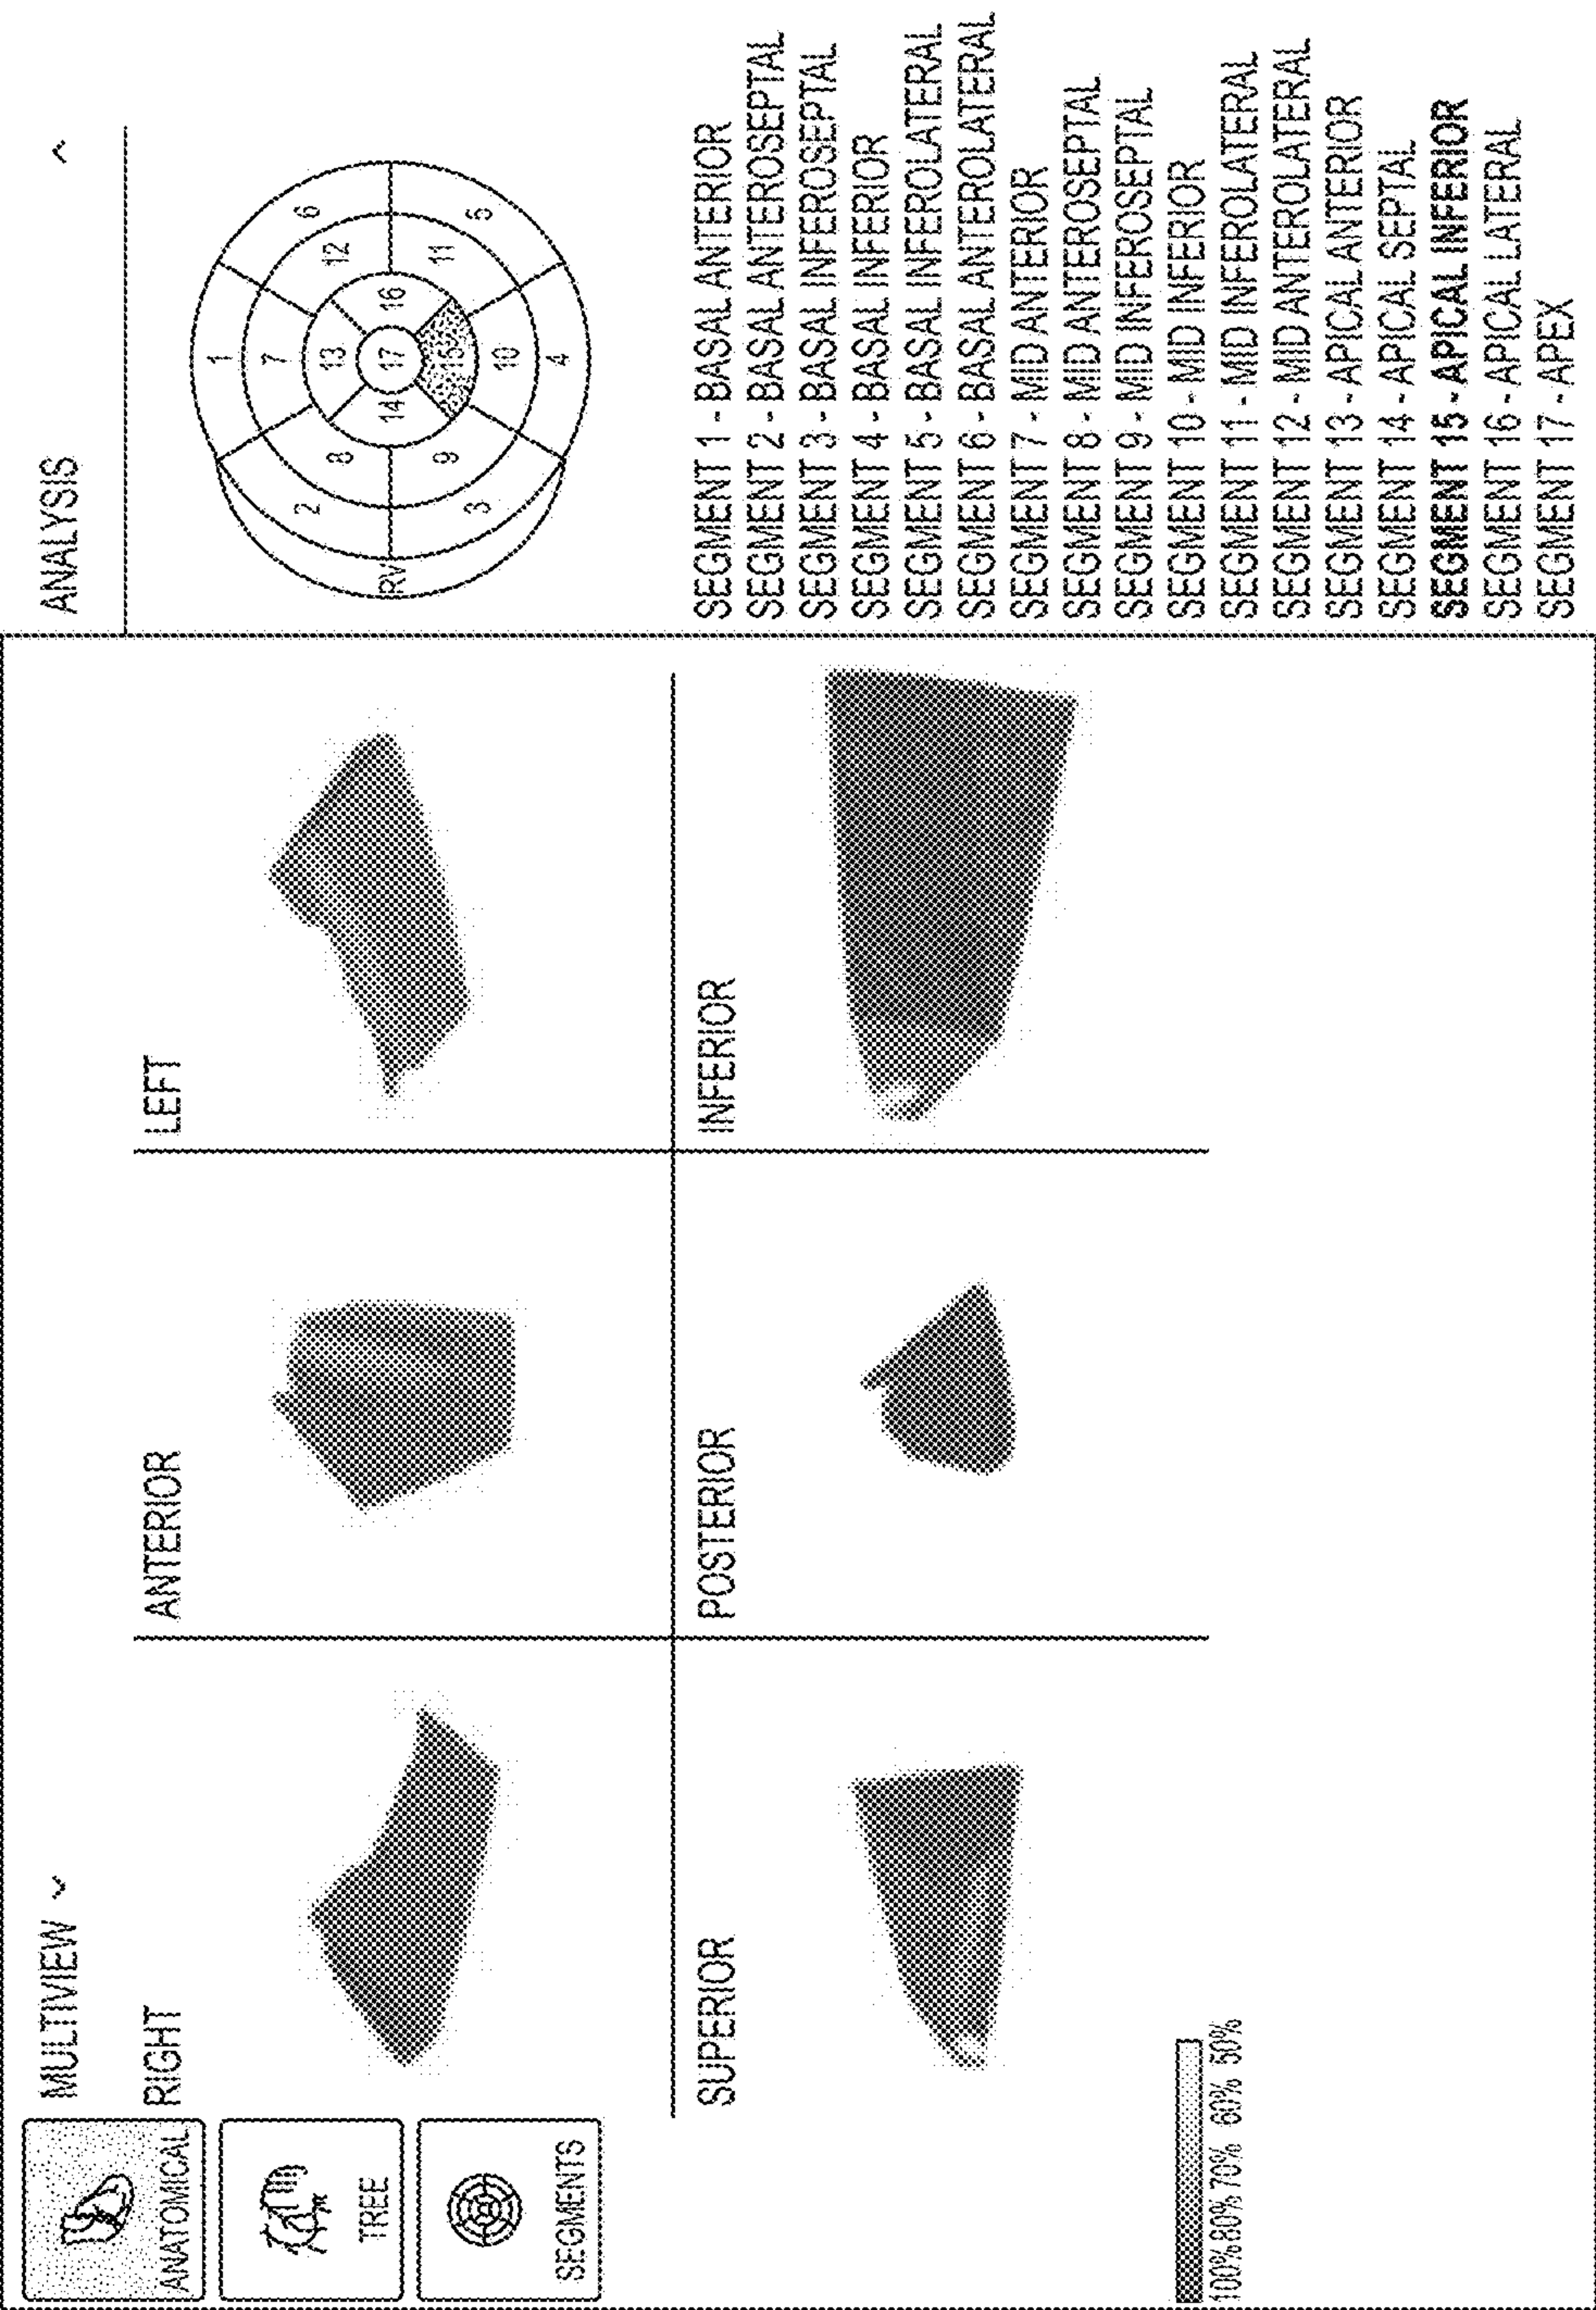 ANATOMICAL
TREE
SEGMENTS
MULTIVIEW
RIGHT
ANTERIOR
LEFT
SUPERIOR
POSTERIOR
INFERIOR
100% 80% 70% 60% 50%
ANALYSIS
RV
1
2
3
4
5
6
7
8
9
10
11
12
13
14
15
16
17
SEGMENT 1 - BASAL ANTERIOR
SEGMENT 2 - BASAL ANTEROSEPTAL
SEGMENT 3 - BASAL INFEROSEPTAL
SEGMENT 4 - BASAL INFERIOR
SEGMENT 5 - BASAL INFEROLATERAL
SEGMENT 6 - BASAL ANTEROLATERAL
SEGMENT 7 - MID ANTERIOR
SEGMENT 8 - MID ANTEROSEPTAL
SEGMENT 9 - MID INFEROSEPTAL
SEGMENT 10 - MID INFERIOR
SEGMENT 11 - MID INFEROLATERAL
SEGMENT 12 - MID ANTEROLATERAL
SEGMENT 13 - APICAL ANTERIOR
SEGMENT 14 - APICAL SEPTAL
SEGMENT 15 - APICAL INFERIOR
SEGMENT 16 - APICAL LATERAL
SEGMENT 17 - APEX